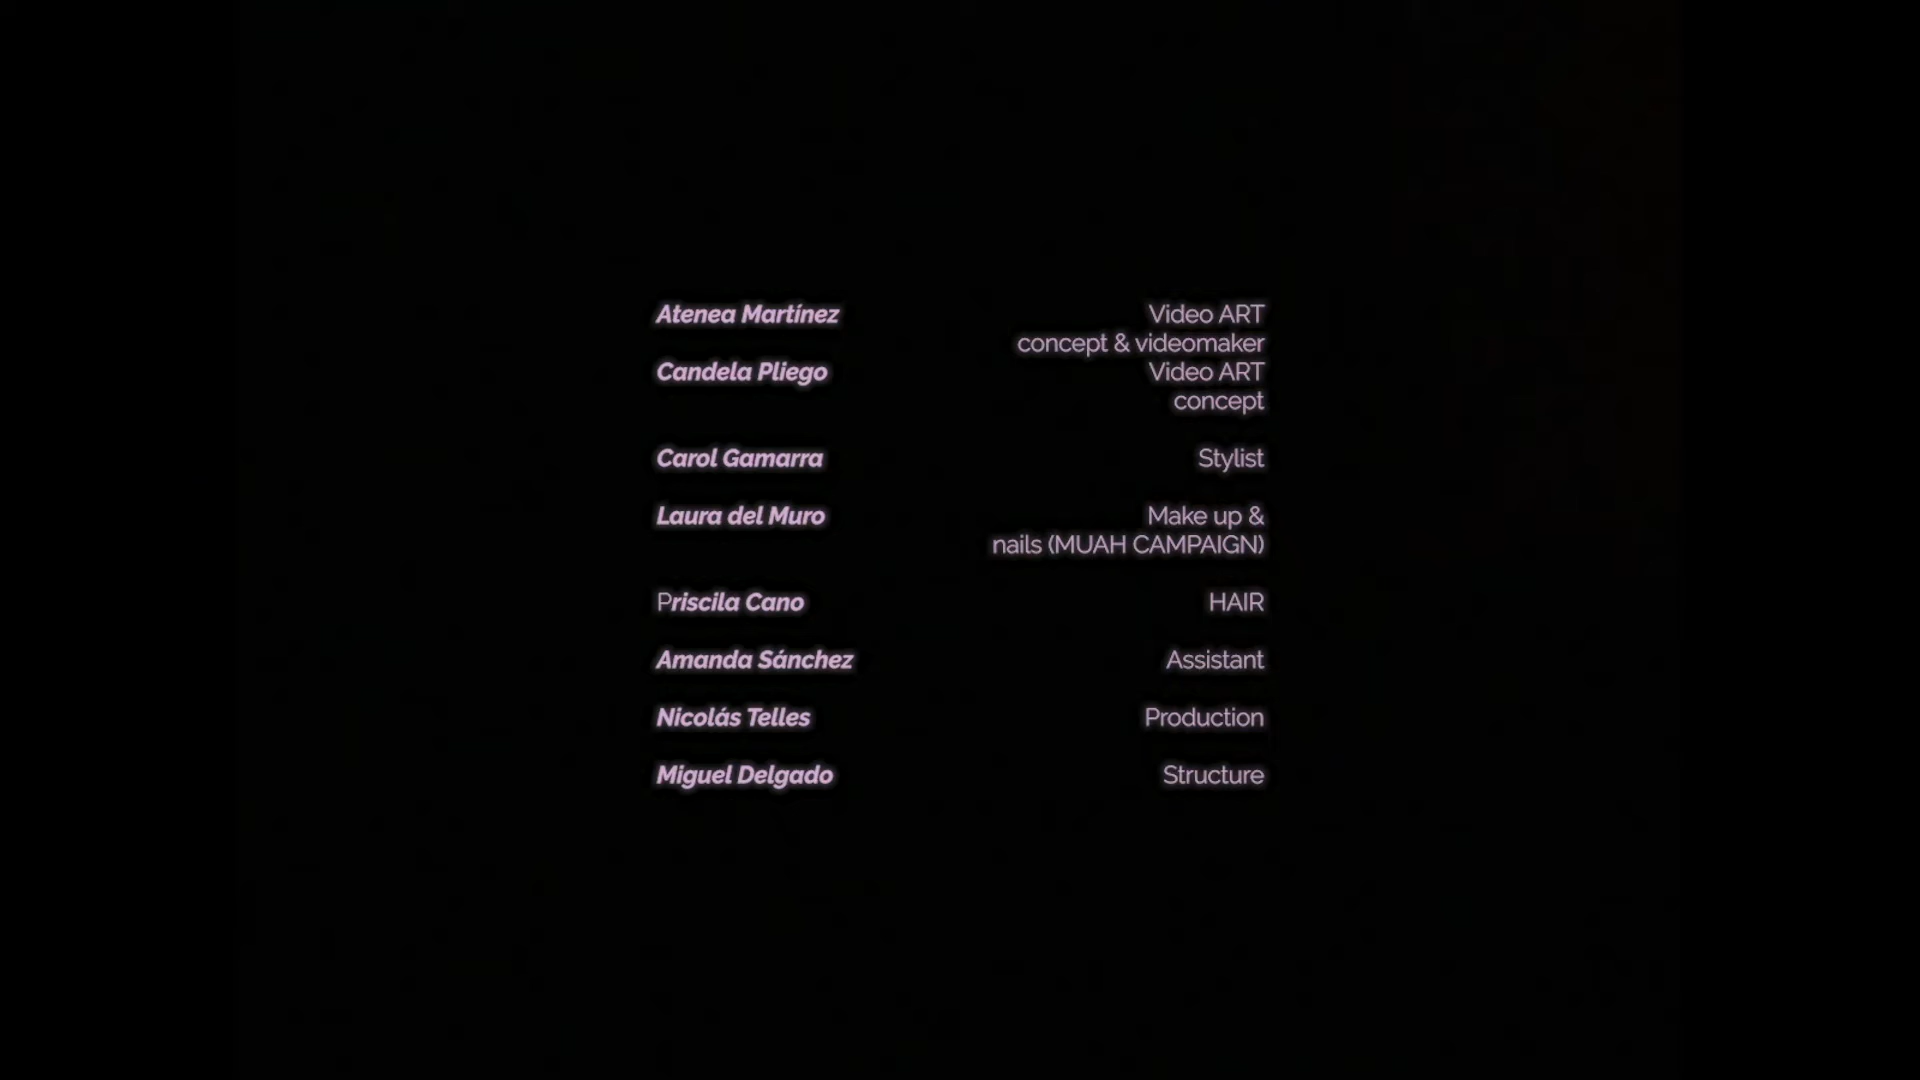 Atenea Martínez Video ART
concept & videomaker
Candela Pliego Video ART
concept
Carol Gamarra Stylist
Laura del Muro Make up &
nails (MUAH CAMPAIGN)
Priscila Cano HAIR
Amanda Sánchez Assistant
Nicolás Telles Production
Miguel Delgado Structure